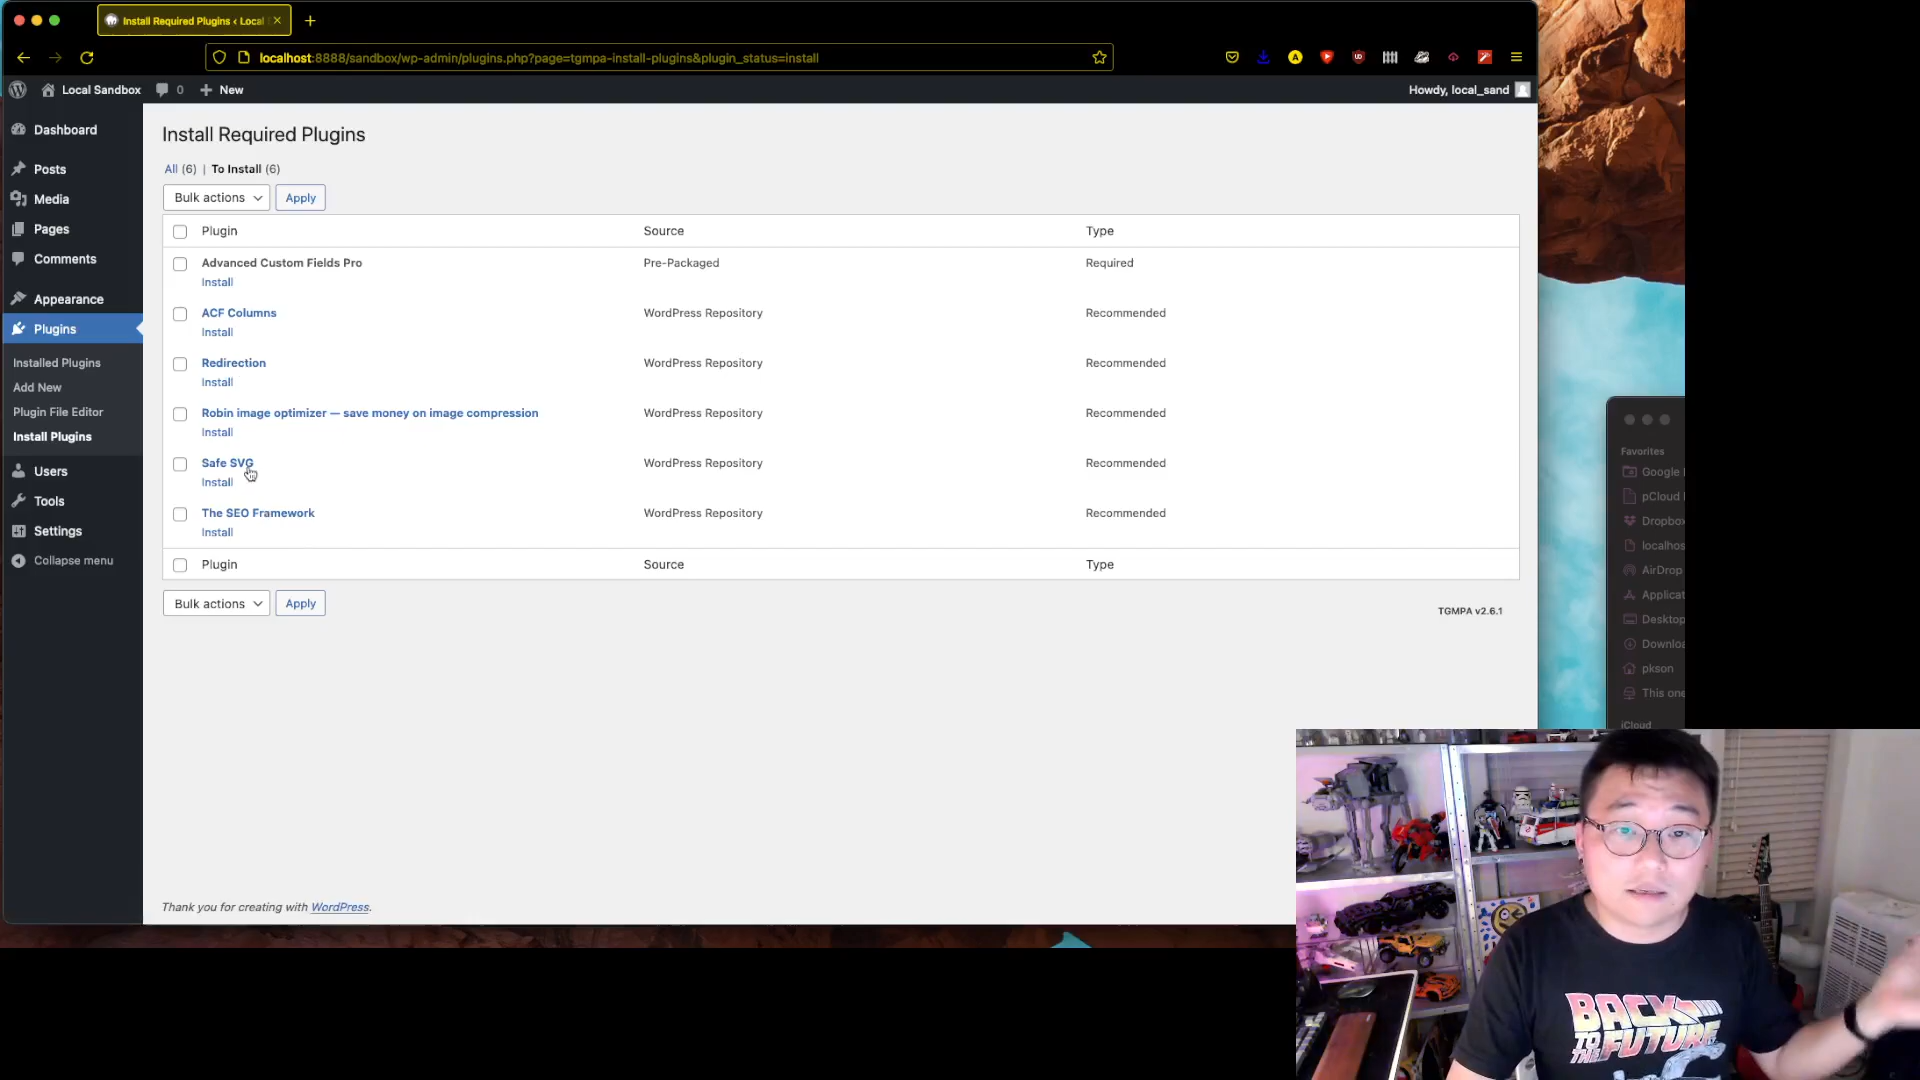 Install Required Plugins ‹ Local
localhost:8888/sandbox/wp-admin/plugins.php?page=tgmpa-install-plugins&plugin_status=install
Local Sandbox 0 New Howdy, local_sand
Dashboard
Posts
Media
Pages
Comments
Appearance
Plugins
Installed Plugins
Add New
Plugin File Editor
Install Plugins
Users
Tools
Settings
Collapse menu
Install Required Plugins
All (6) | To Install (6)
Bulk actions Apply
Plugin Source Type
Advanced Custom Fields Pro Pre-Packaged Required
Install
ACF Columns WordPress Repository Recommended
Install
Redirection WordPress Repository Recommended
Install
Robin image optimizer — save money on image compression WordPress Repository Recommended
Install
Safe SVG WordPress Repository Recommended
Install
The SEO Framework WordPress Repository Recommended
Install
Plugin Source Type
Bulk actions Apply
TGMPA v2.6.1
Thank you for creating with WordPress.
Favorites
Google
pCloud
Dropbox
localhos
AirDrop
Applicat
Desktop
Downloa
pkson
This one
iCloud
BACK
TO THE
FUTURE